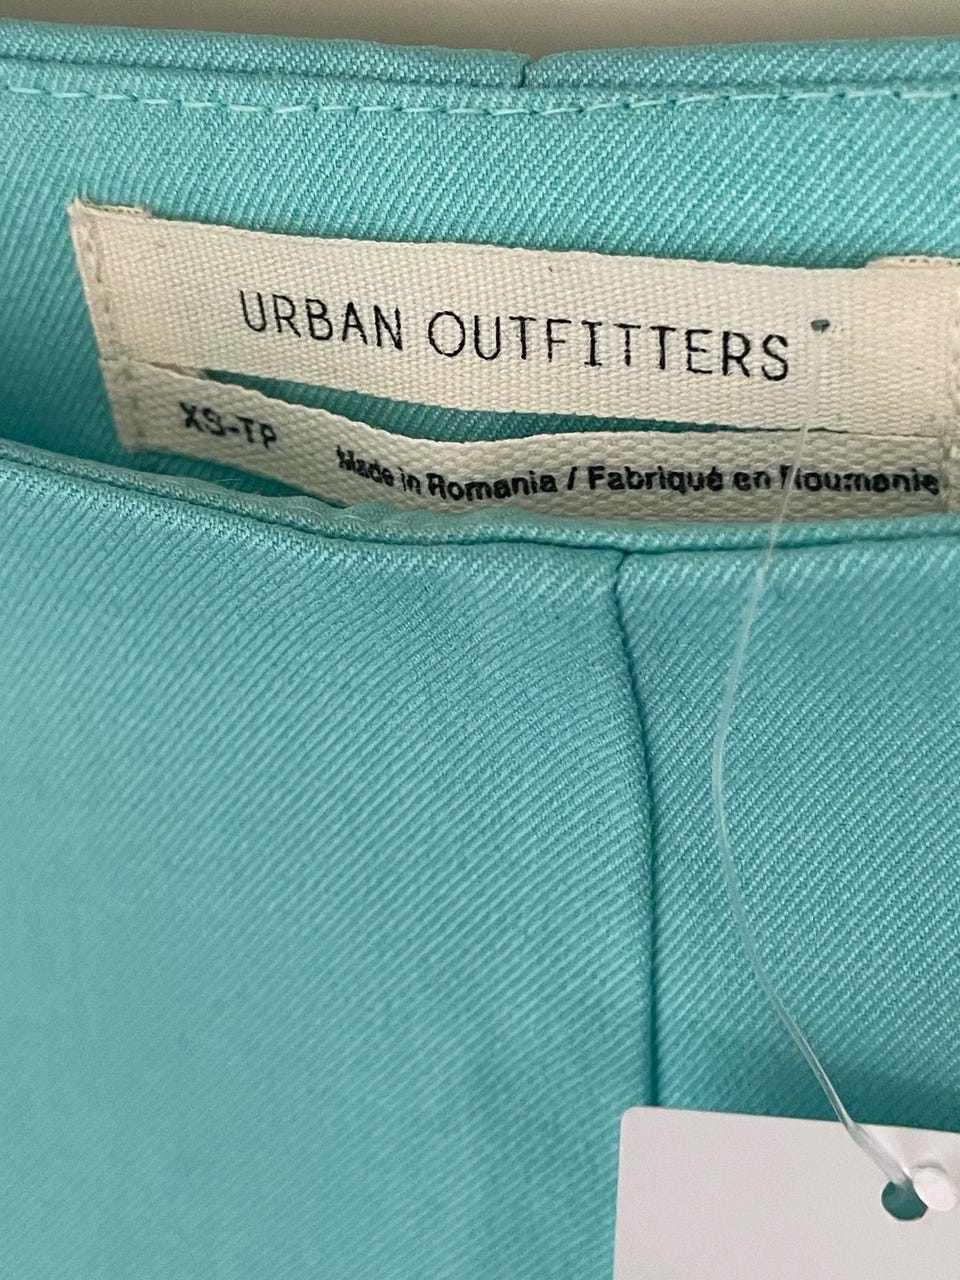 URBAN OUTFITTERS
XS-TP
Made in Romania / Fabriqué en Roumanie